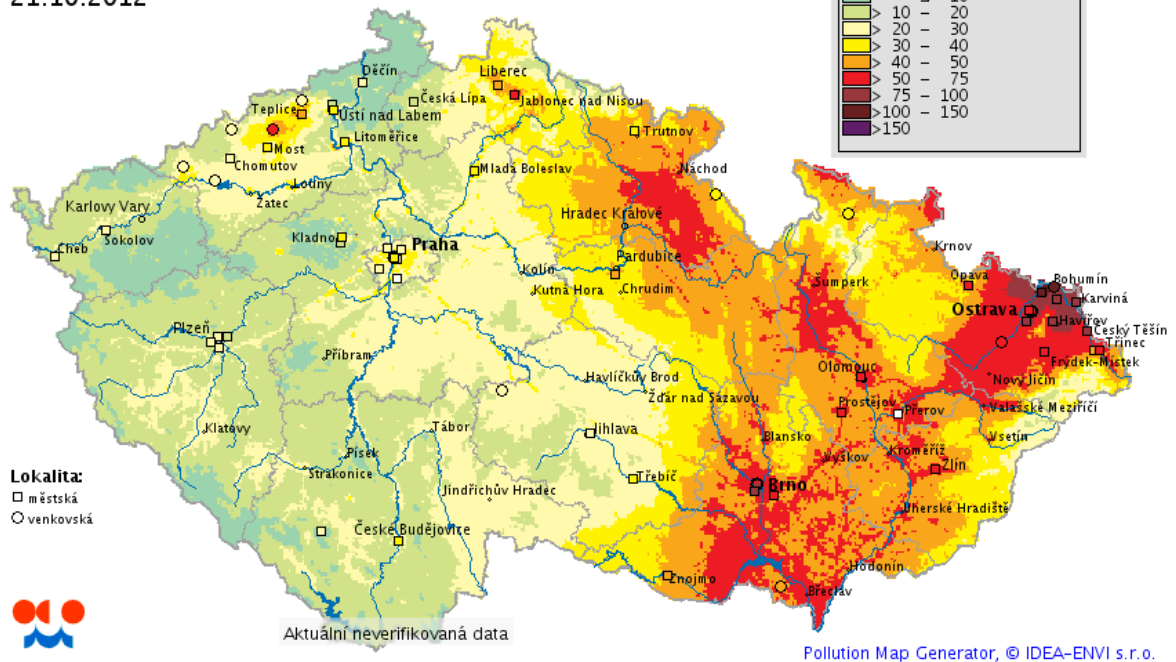 21.10.2012
> 10 – 20
> 20 – 30
> 30 – 40
> 40 – 50
> 50 – 75
> 75 – 100
>100 – 150
>150
Děčín
Liberec
Česká Lípa
Jablonec nad Nisou
Teplice
Ústí nad Labem
Trutnov
Litoměřice
Most
Chomutov
Mladá Boleslav
Náchod
Louny
Žatec
Karlovy Vary
Hradec Králové
Sokolov
Kladno
Praha
Cheb
Krnov
Pardubice
Kolín
Opava
Bohumín
Šumperk
Kutná Hora
Chrudim
Karviná
Ostrava
Havířov
Plzeň
Český Těšín
Třinec
Příbram
Frýdek-Místek
Olomouc
Havlíčkův Brod
Nový Jičín
Žďár nad Sázavou
Prostějov
Přerov
Valašské Meziříčí
Klatovy
Tábor
Jihlava
Blansko
Vsetín
Písek
Vyškov
Kroměříž
Strakonice
Třebíč
Zlín
Lokalita:
Brno
městská
Jindřichův Hradec
venkovská
Uherské Hradiště
České Budějovice
Hodonín
Znojmo
Břeclav
Aktuální neverifikovaná data
Pollution Map Generator, © IDEA-ENVI s.r.o.